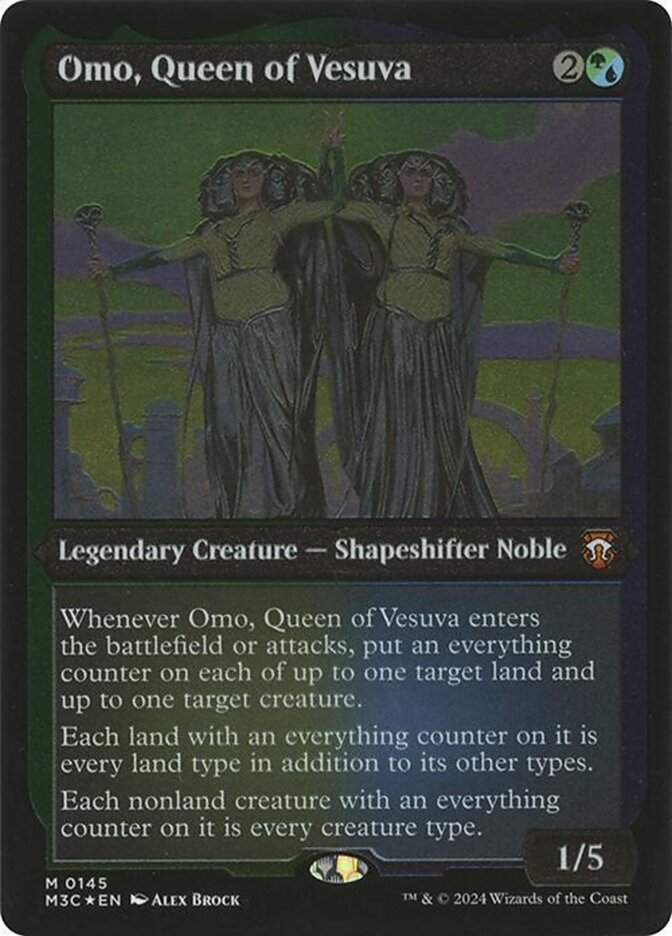 Omo, Queen of Vesuva
2
Legendary Creature — Shapeshifter Noble
Whenever Omo, Queen of Vesuva enters
the battlefield or attacks, put an everything
counter on each of up to one target land and
up to one target creature.
Each land with an everything counter on it is
every land type in addition to its other types.
Each nonland creature with an everything
counter on it is every creature type.
1/5
M 0145
M3C★EN Alex Brock
™ & © 2024 Wizards of the Coast